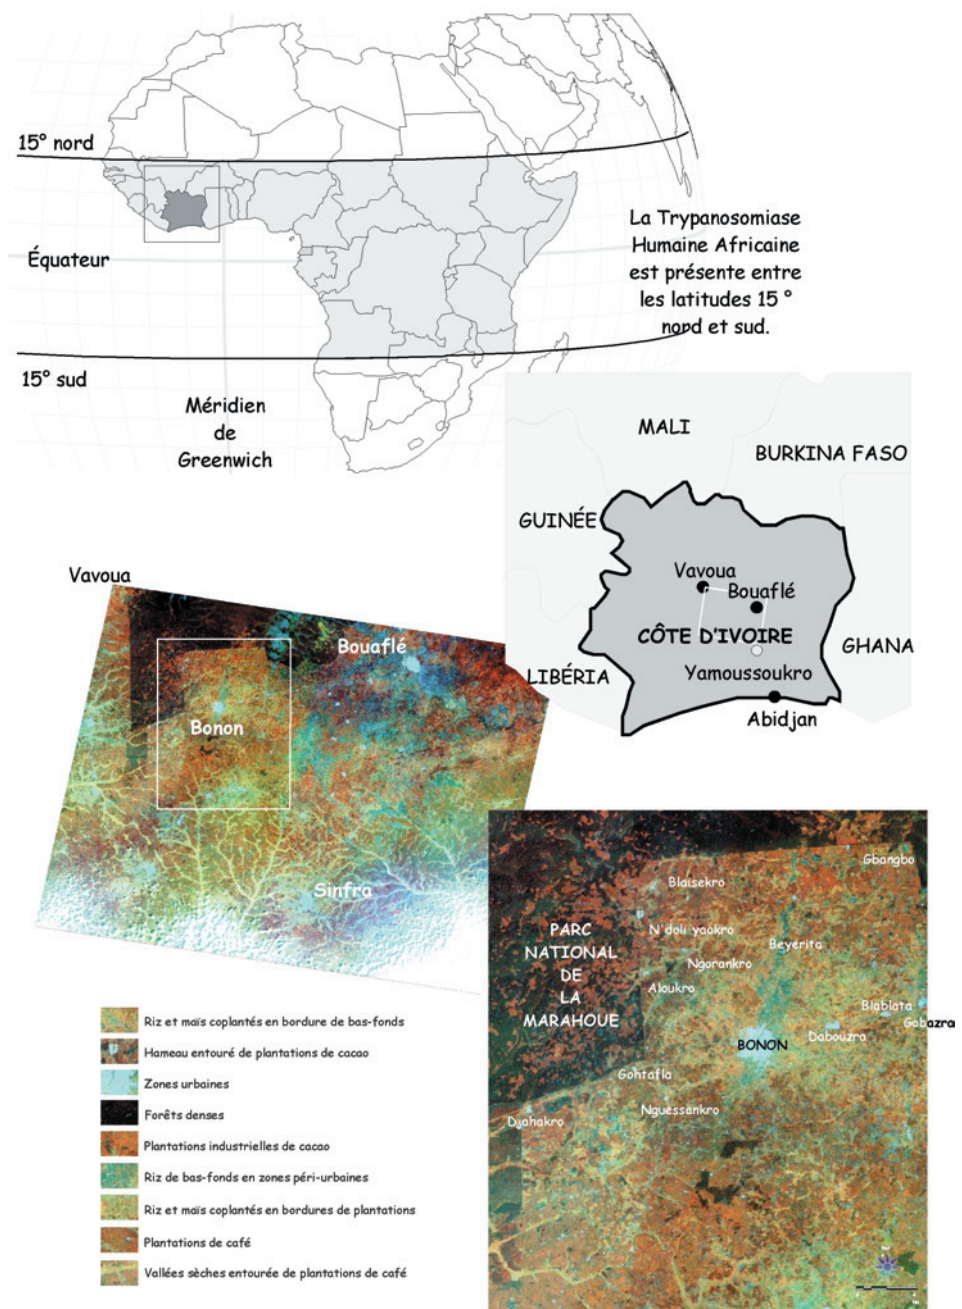 15° nord
Équateur
15° sud
Méridien
de
Greenwich
La Trypanosomiase
Humaine Africaine
est présente entre
les latitudes 15 °
nord et sud.
MALI
BURKINA FASO
GUINÉE
Vavoua
Bouaflé
CÔTE D'IVOIRE
GHANA
LIBÉRIA
Yamoussoukro
Abidjan
Vavoua
Bouaflé
Bonon
Sinfra
Gbangbo
Blaisekro
PARC
NATIONAL
DE
LA
MARAHOUE
N'doli yaokro
Beyerita
Ngorankro
Aloukro
Blablata
Gobazra
Dabouzra
BONON
Gohtafla
Nguessankro
Djahakro
Riz et maïs coplantés en bordure de bas-fonds
Hameau entouré de plantations de cacao
Zones urbaines
Forêts denses
Plantations industrielles de cacao
Riz de bas-fonds en zones péri-urbaines
Riz et maïs coplantés en bordures de plantations
Plantations de café
Vallées sèches entourée de plantations de café